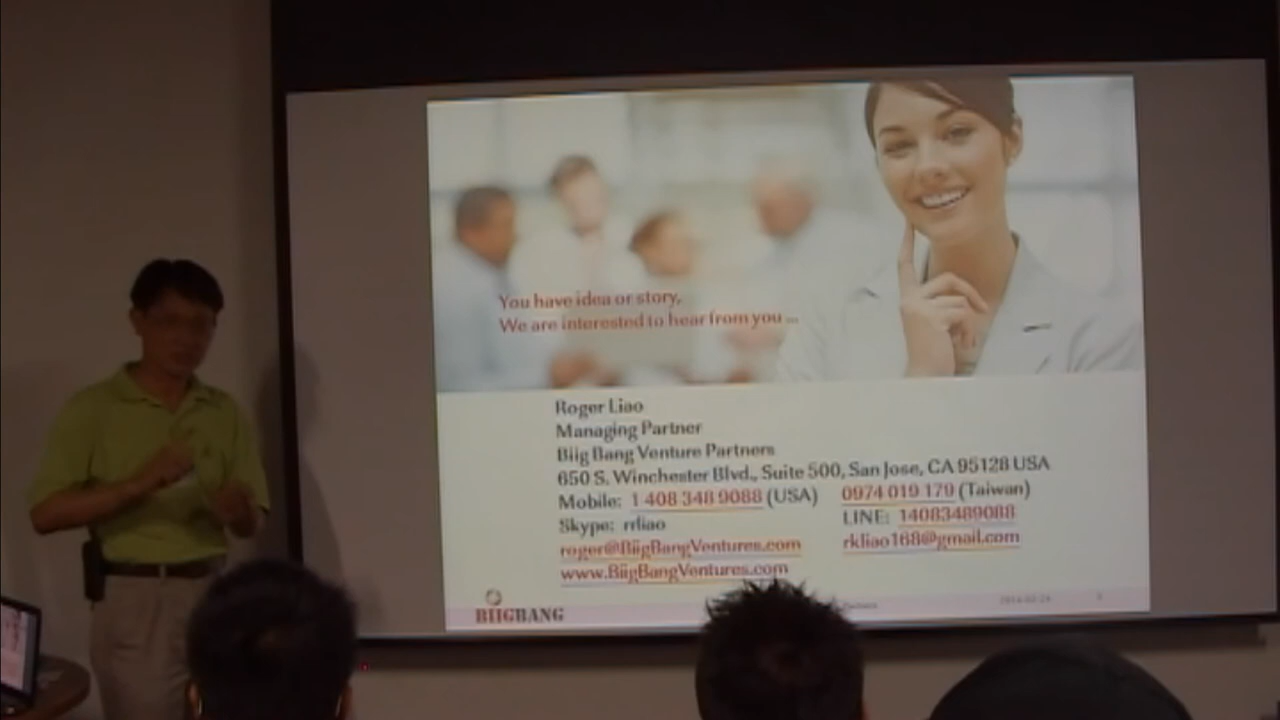 You have idea or story,
We are interested to hear from you ...
Roger Liao
Managing Partner
Biig Bang Venture Partners
650 S. Winchester Blvd., Suite 500, San Jose, CA 95128 USA
Mobile: 1 408 348 9088 (USA) 0974 019 179 (Taiwan)
Skype: rrliao LINE: 14083489088
roger@BiigBangVentures.com rkliao168@gmail.com
www.BiigBangVentures.com
BIIGBANG